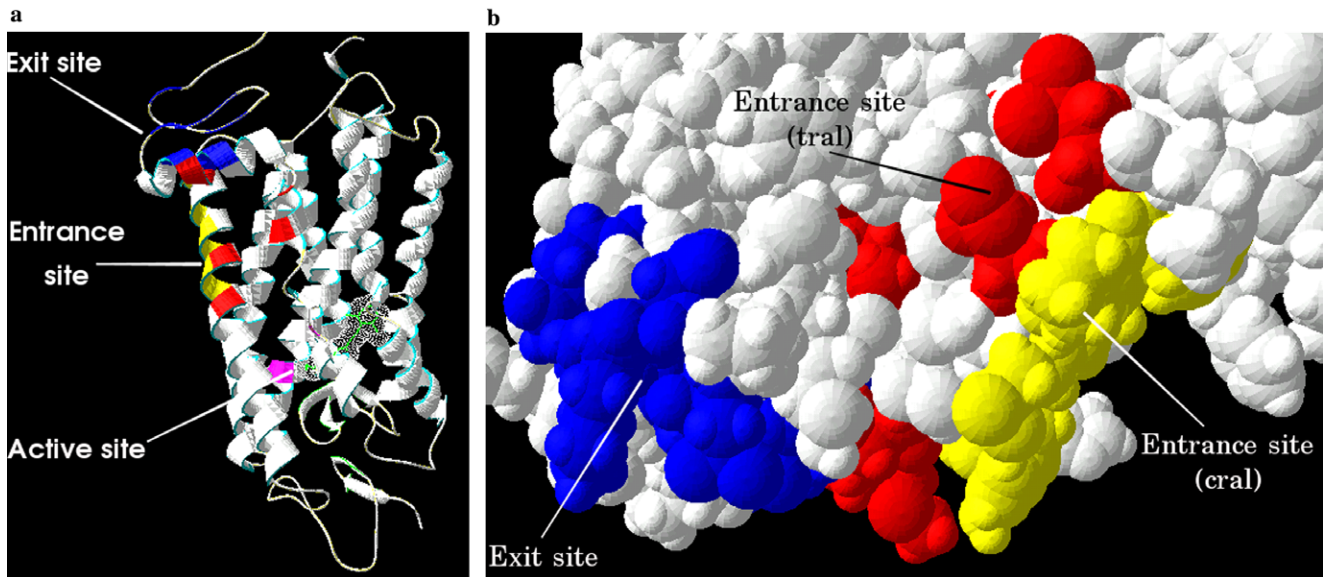 a
Exit site
Entrance
site
Active site
b
Entrance site
(tral)
Entrance site
(cral)
Exit site